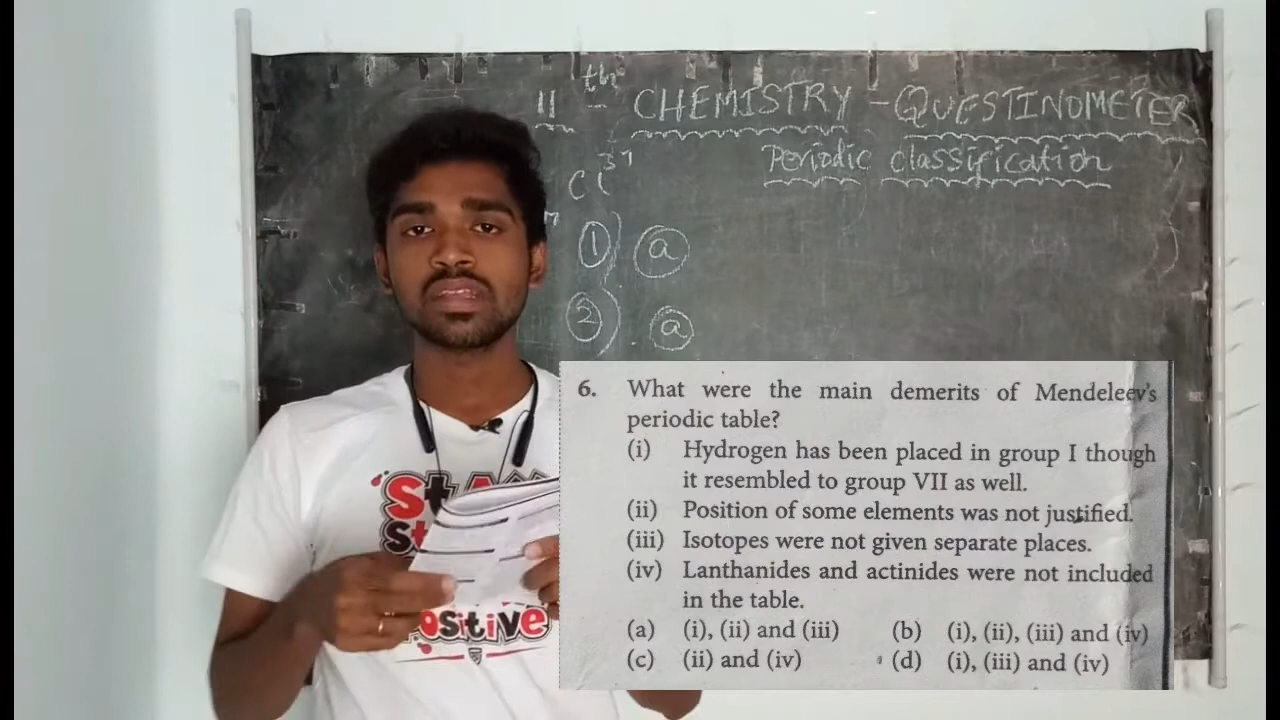 11th CHEMISTRY - QUESTINOMETER
Periodic classification
Cl37
1) a
2) a
6. What were the main demerits of Mendeleev's
periodic table?
(i) Hydrogen has been placed in group I though
it resembled to group VII as well.
(ii) Position of some elements was not justified.
(iii) Isotopes were not given separate places.
(iv) Lanthanides and actinides were not included
in the table.
(a) (i), (ii) and (iii) (b) (i), (ii), (iii) and (iv)
(c) (ii) and (iv) (d) (i), (iii) and (iv)